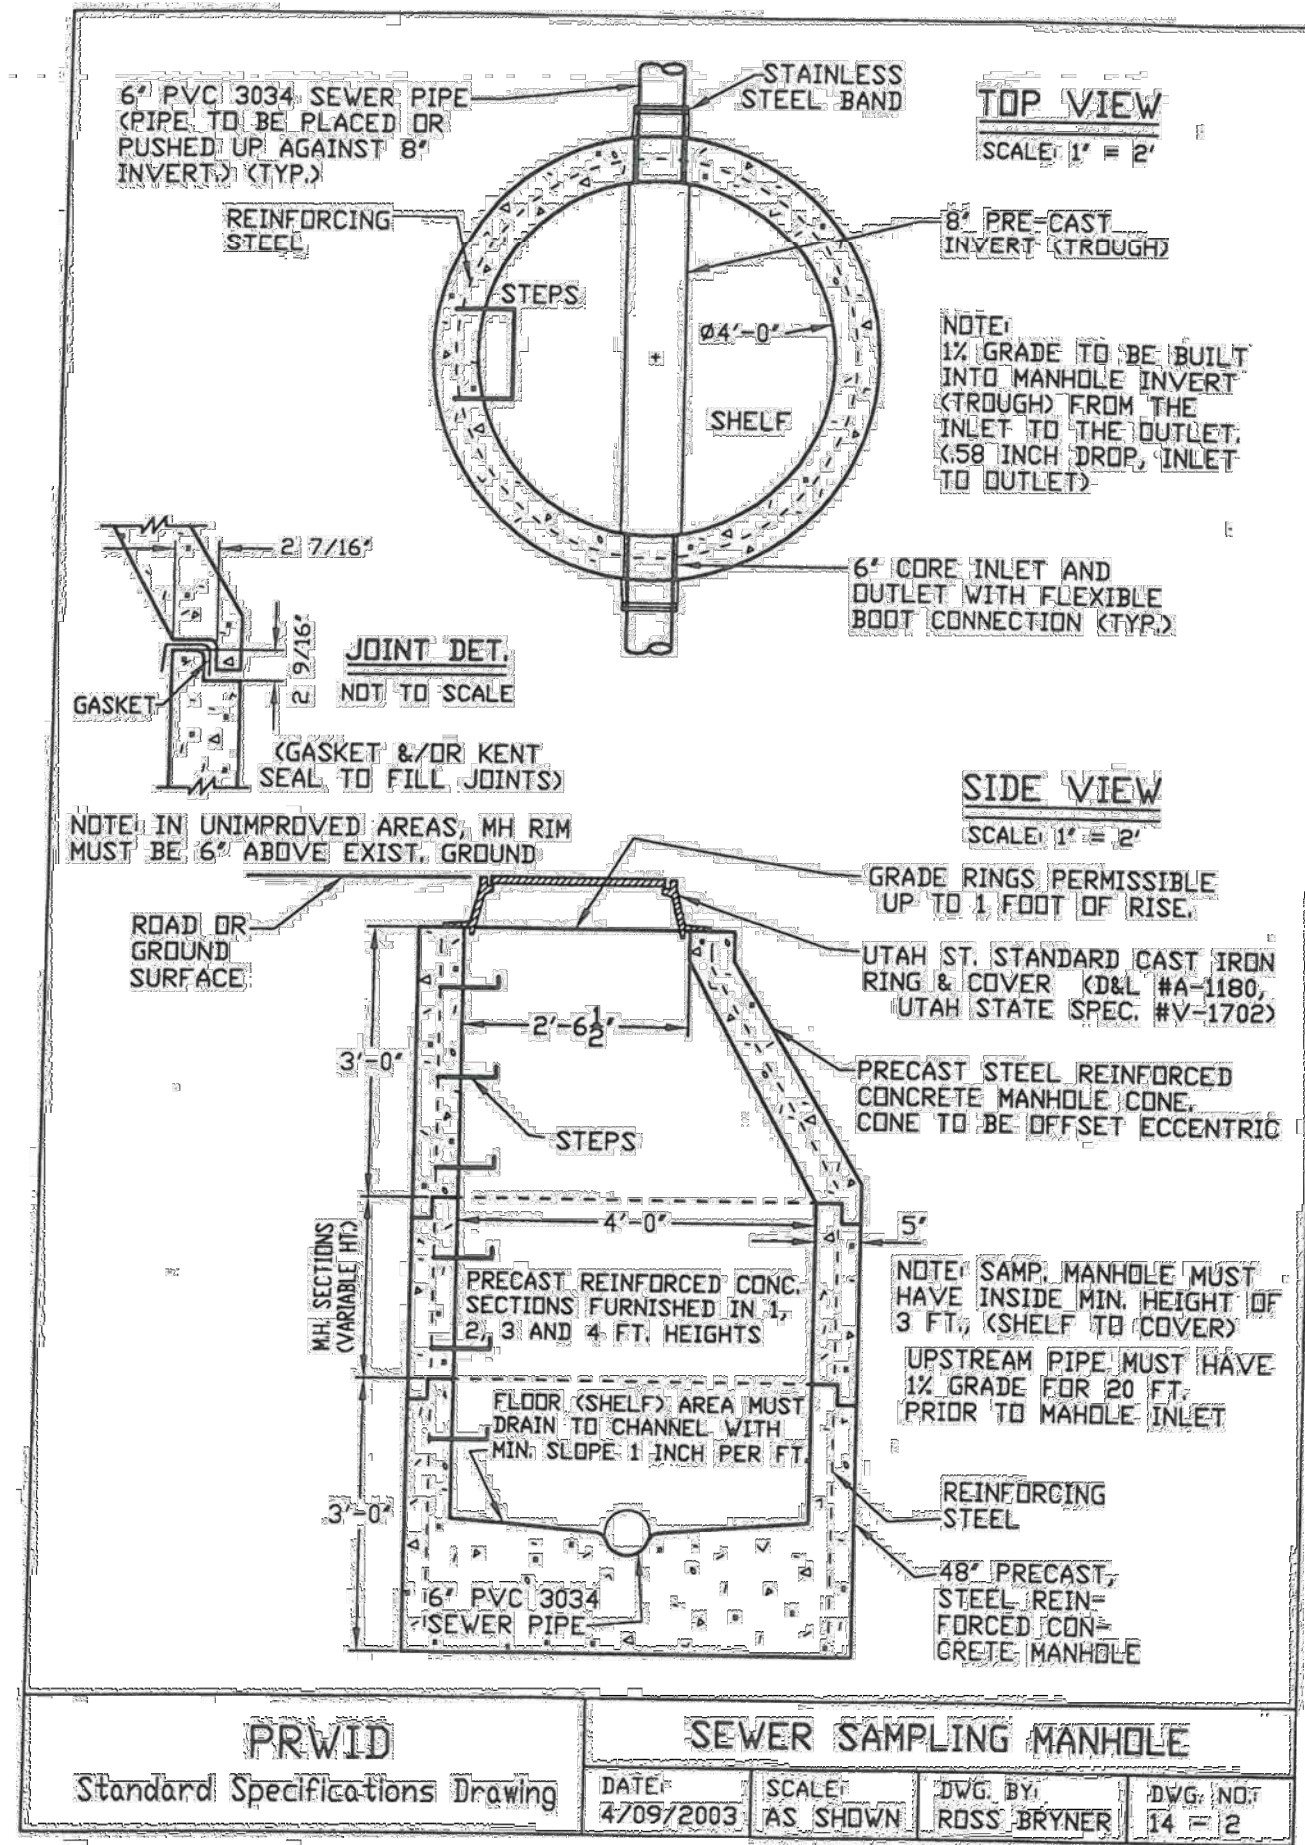 6" PVC 3034 SEWER PIPE
(PIPE TO BE PLACED OR
PUSHED UP AGAINST 8"
INVERT.) (TYP.)
STAINLESS
STEEL BAND
TOP VIEW
SCALE: 1" = 2'
REINFORCING
STEEL
STEPS
8" PRE-CAST
INVERT (TROUGH)
Ø4'-0"
SHELF
NOTE:
1% GRADE TO BE BUILT
INTO MANHOLE INVERT
(TROUGH) FROM THE
INLET TO THE OUTLET.
(.58 INCH DROP, INLET
TO OUTLET)
6" CORE INLET AND
OUTLET WITH FLEXIBLE
BOOT CONNECTION (TYP.)
2 7/16"
2 9/16"
JOINT DET.
NOT TO SCALE
GASKET
(GASKET &/OR KENT
SEAL TO FILL JOINTS)
NOTE: IN UNIMPROVED AREAS, MH RIM
MUST BE 6" ABOVE EXIST. GROUND
SIDE VIEW
SCALE: 1" = 2'
ROAD OR
GROUND
SURFACE
GRADE RINGS PERMISSIBLE
UP TO 1 FOOT OF RISE.
UTAH ST. STANDARD CAST IRON
RING & COVER (D&L #A-1180,
UTAH STATE SPEC. #V-1702)
2'-6 1/2"
3'-0"
PRECAST STEEL REINFORCED
CONCRETE MANHOLE CONE.
CONE TO BE OFFSET ECCENTRIC
STEPS
4'-0"
5"
M.H. SECTIONS
(VARIABLE HT.)
PRECAST REINFORCED CONC.
SECTIONS FURNISHED IN 1,
2, 3 AND 4 FT. HEIGHTS
NOTE: SAMP. MANHOLE MUST
HAVE INSIDE MIN. HEIGHT OF
3 FT., (SHELF TO COVER)
UPSTREAM PIPE MUST HAVE
1% GRADE FOR 20 FT.
PRIOR TO MAHOLE INLET
FLOOR (SHELF) AREA MUST
DRAIN TO CHANNEL WITH
MIN. SLOPE 1 INCH PER FT.
3'-0"
REINFORCING
STEEL
6" PVC 3034
SEWER PIPE
48" PRECAST,
STEEL REIN-
FORCED CON-
CRETE MANHOLE
PRWID
Standard Specifications Drawing
SEWER SAMPLING MANHOLE
DATE:
4/09/2003
SCALE:
AS SHOWN
DWG. BY:
ROSS BRYNER
DWG. NO.:
14 - 2